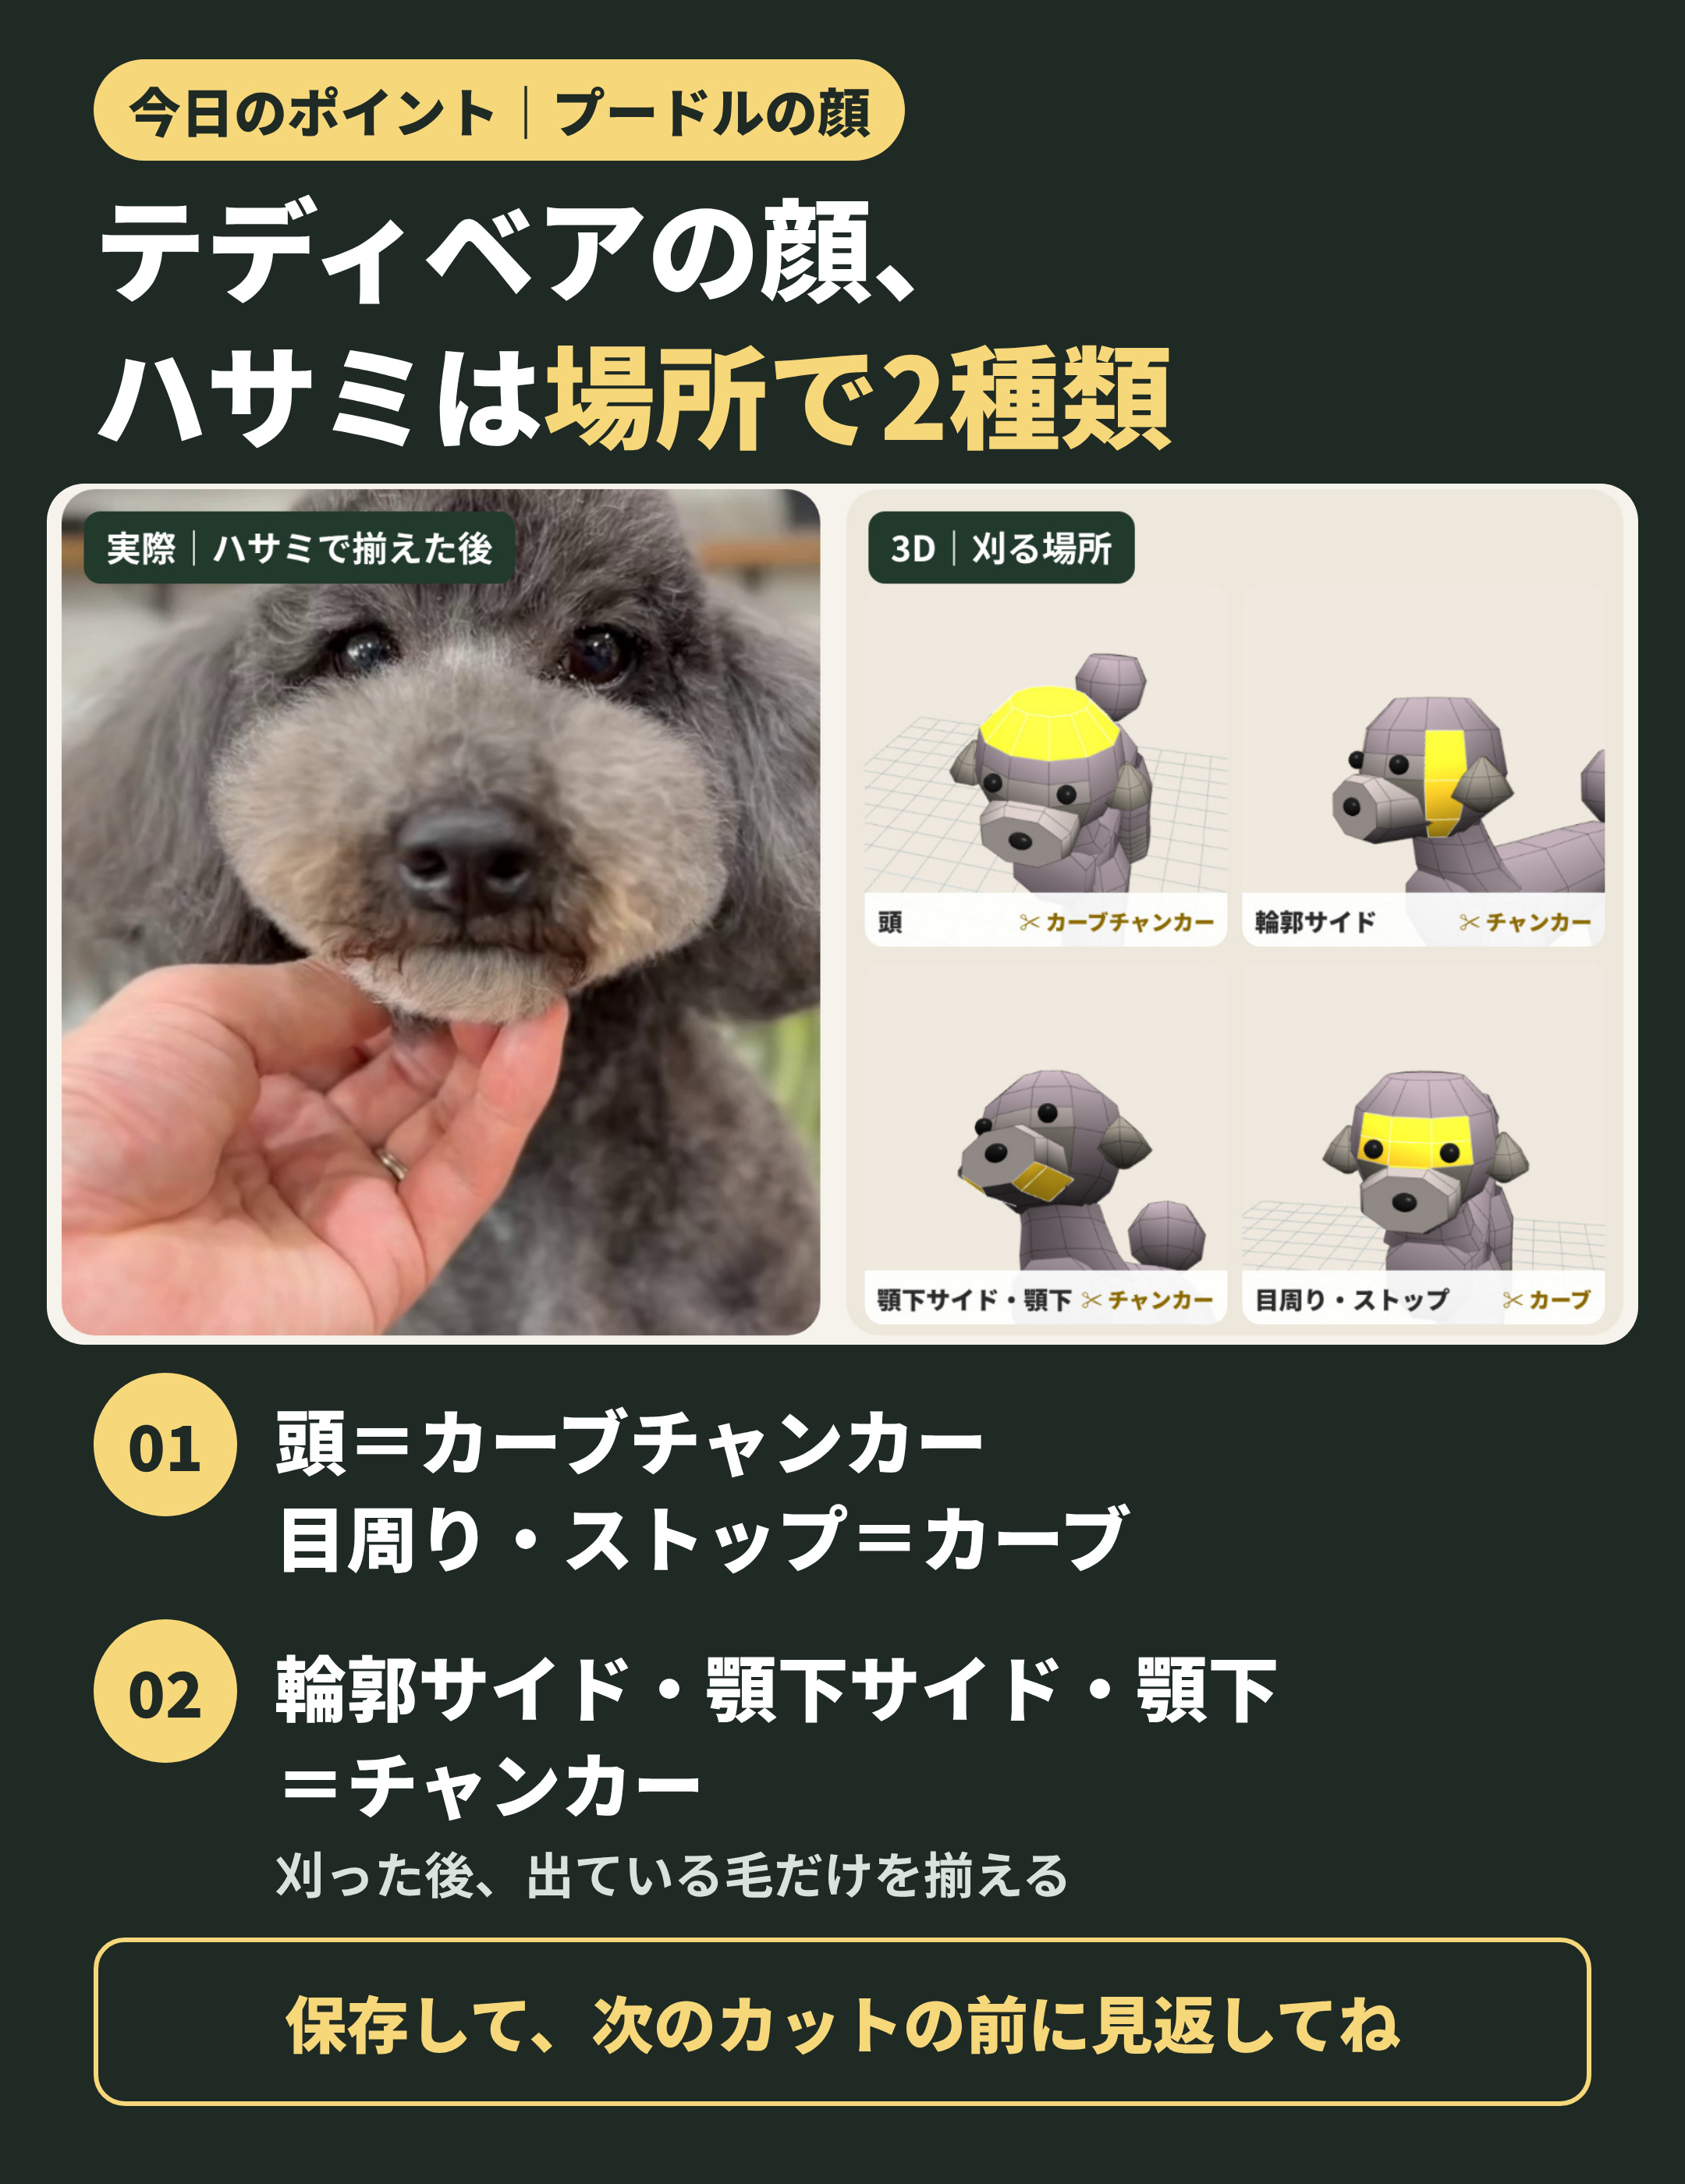 今日のポイント｜プードルの顔
テディベアの顔、
ハサミは場所で2種類
実際｜ハサミで揃えた後
3D｜刈る場所
頭 ✂ カーブチャンカー
輪郭サイド ✂ チャンカー
顎下サイド・顎下 ✂ チャンカー
目周り・ストップ ✂ カーブ
01
頭＝カーブチャンカー
目周り・ストップ＝カーブ
02
輪郭サイド・顎下サイド・顎下
＝チャンカー
刈った後、出ている毛だけを揃える
保存して、次のカットの前に見返してね